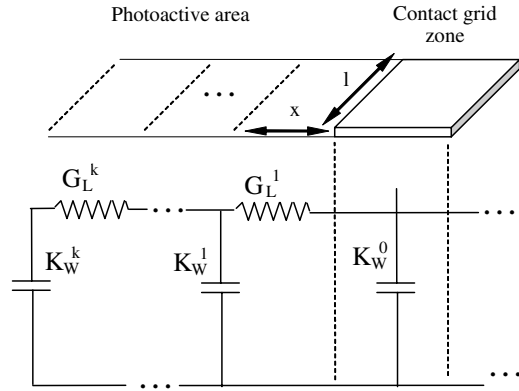 Photoactive area
Contact grid
zone
l
...
x
G_L^k
G_L^1
...
...
K_W^k
K_W^1
K_W^0
...
...